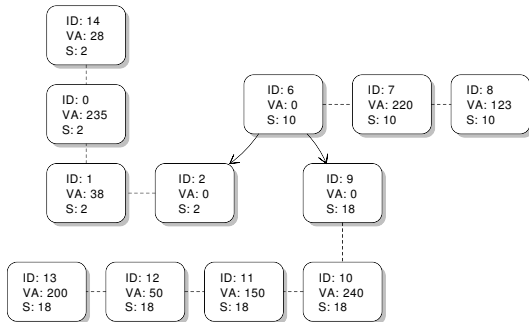 ID: 14
VA: 28
S: 2
ID: 0
VA: 235
S: 2
ID: 6
VA: 0
S: 10
ID: 7
VA: 220
S: 10
ID: 8
VA: 123
S: 10
ID: 1
VA: 38
S: 2
ID: 2
VA: 0
S: 2
ID: 9
VA: 0
S: 18
ID: 13
VA: 200
S: 18
ID: 12
VA: 50
S: 18
ID: 11
VA: 150
S: 18
ID: 10
VA: 240
S: 18